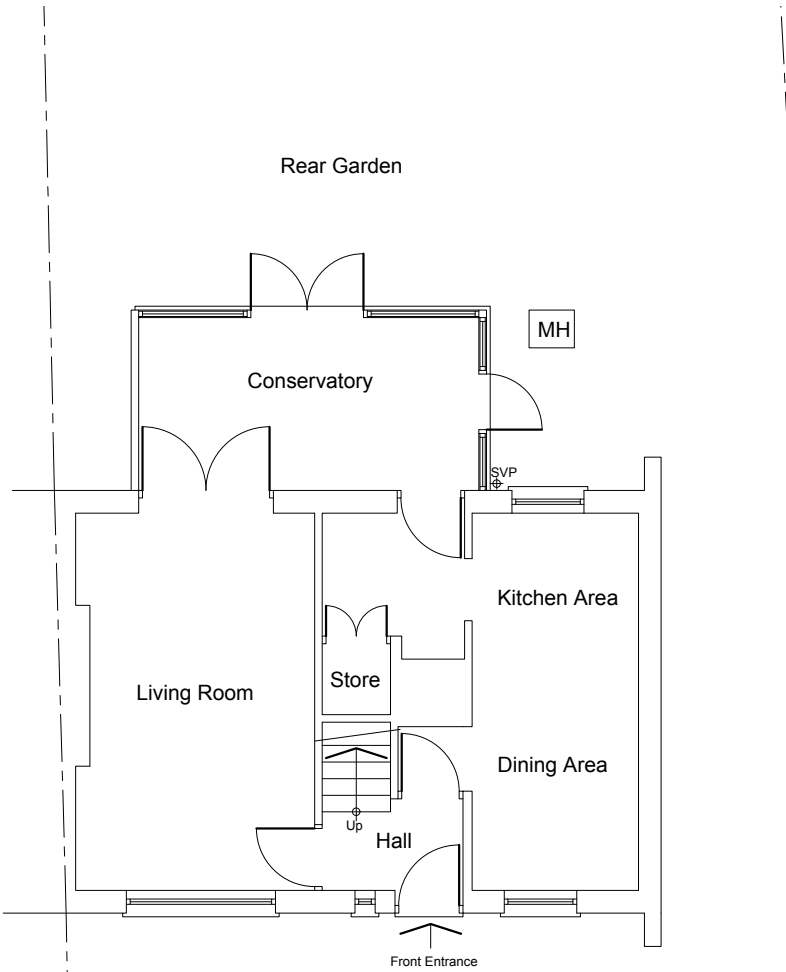 Rear Garden
MH
Conservatory
SVP
Kitchen Area
Store
Living Room
Dining Area
Up
Hall
Front Entrance